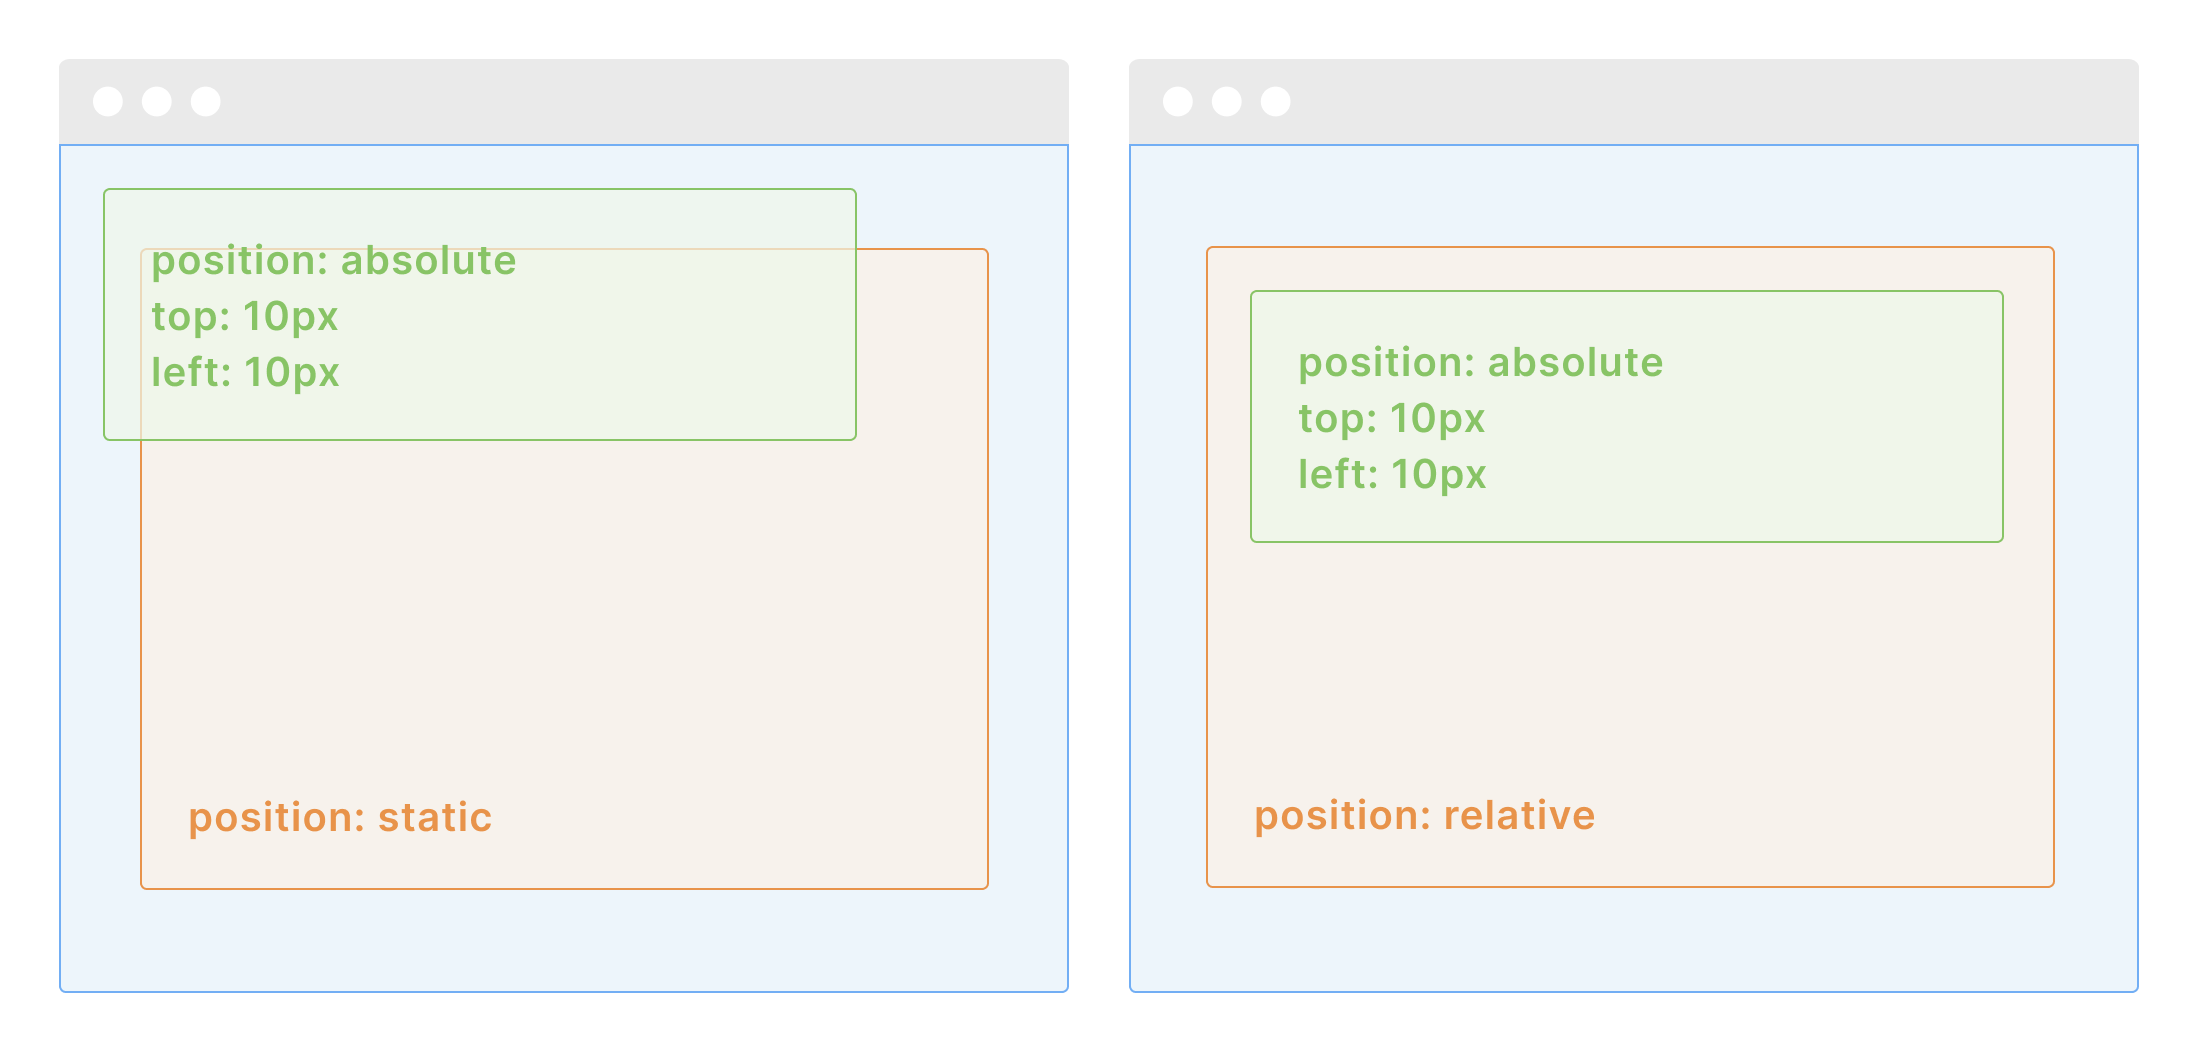 position: absolute
top: 10px
left: 10px
position: static
position: absolute
top: 10px
left: 10px
position: relative